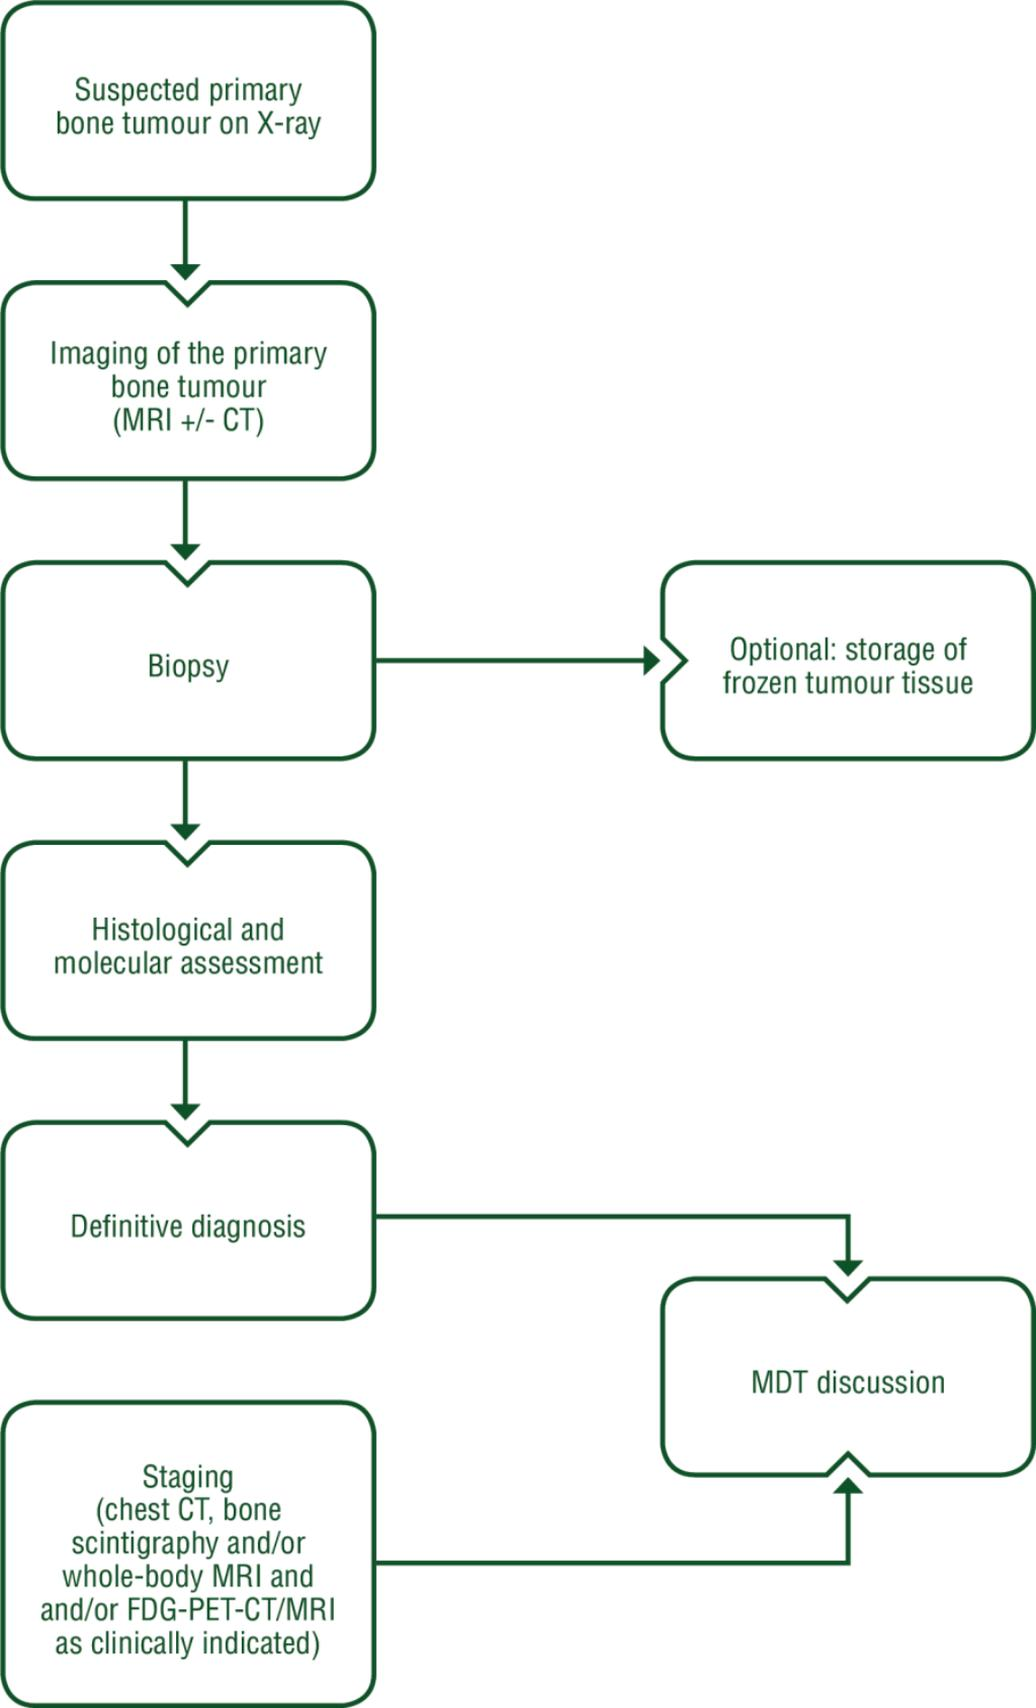 Suspected primary
bone tumour on X-ray
Imaging of the primary
bone tumour
(MRI +/- CT)
Biopsy
Optional: storage of
frozen tumour tissue
Histological and
molecular assessment
Definitive diagnosis
MDT discussion
Staging
(chest CT, bone
scintigraphy and/or
whole-body MRI and
and/or FDG-PET-CT/MRI
as clinically indicated)